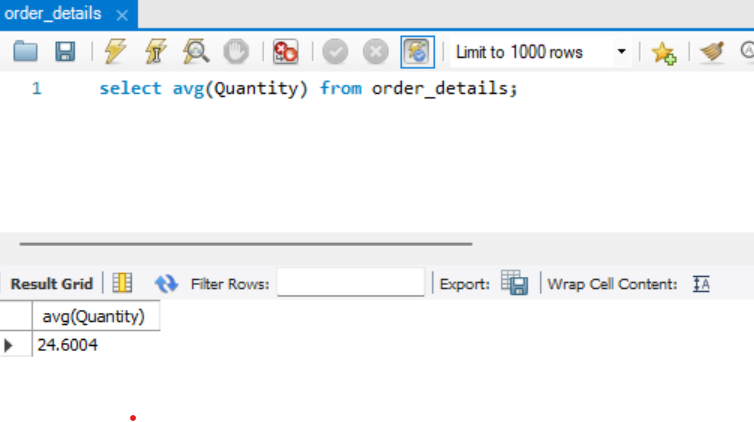 order_details
Limit to 1000 rows
1 select avg(Quantity) from order_details;
Result Grid Filter Rows: Export: Wrap Cell Content:
avg(Quantity)
24.6004